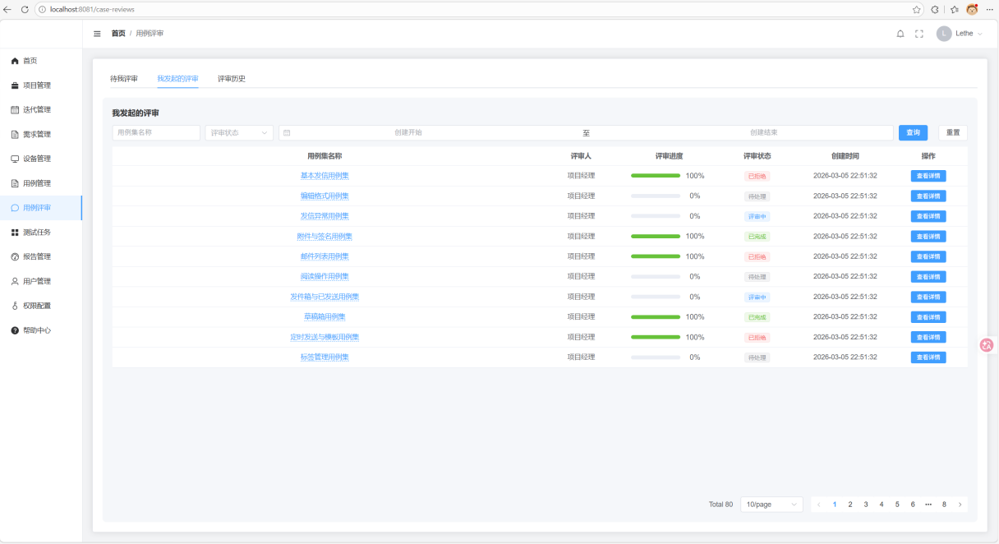 localhost:8081/case-reviews
首页 / 用例评审
L Lethe
首页
项目管理
迭代管理
需求管理
设备管理
用例管理
用例评审
测试任务
报告管理
用户管理
权限配置
帮助中心
待我评审 我发起的评审 评审历史
我发起的评审
用例集名称 评审状态 创建开始 至 创建结束 查询 重置
用例集名称 评审人 评审进度 评审状态 创建时间 操作
基本发信用例集 项目经理 100% 已拒绝 2026-03-05 22:51:32 查看详情
编辑格式用例集 项目经理 0% 待处理 2026-03-05 22:51:32 查看详情
发信异常用例集 项目经理 0% 评审中 2026-03-05 22:51:32 查看详情
附件与签名用例集 项目经理 100% 已完成 2026-03-05 22:51:32 查看详情
邮件列表用例集 项目经理 100% 已拒绝 2026-03-05 22:51:32 查看详情
阅读操作用例集 项目经理 0% 待处理 2026-03-05 22:51:32 查看详情
发件箱与已发送用例集 项目经理 0% 评审中 2026-03-05 22:51:32 查看详情
草稿箱用例集 项目经理 100% 已完成 2026-03-05 22:51:32 查看详情
定时发送与模板用例集 项目经理 100% 已拒绝 2026-03-05 22:51:32 查看详情
标签管理用例集 项目经理 0% 待处理 2026-03-05 22:51:32 查看详情
Total 80 10/page 1 2 3 4 5 6 ••• 8